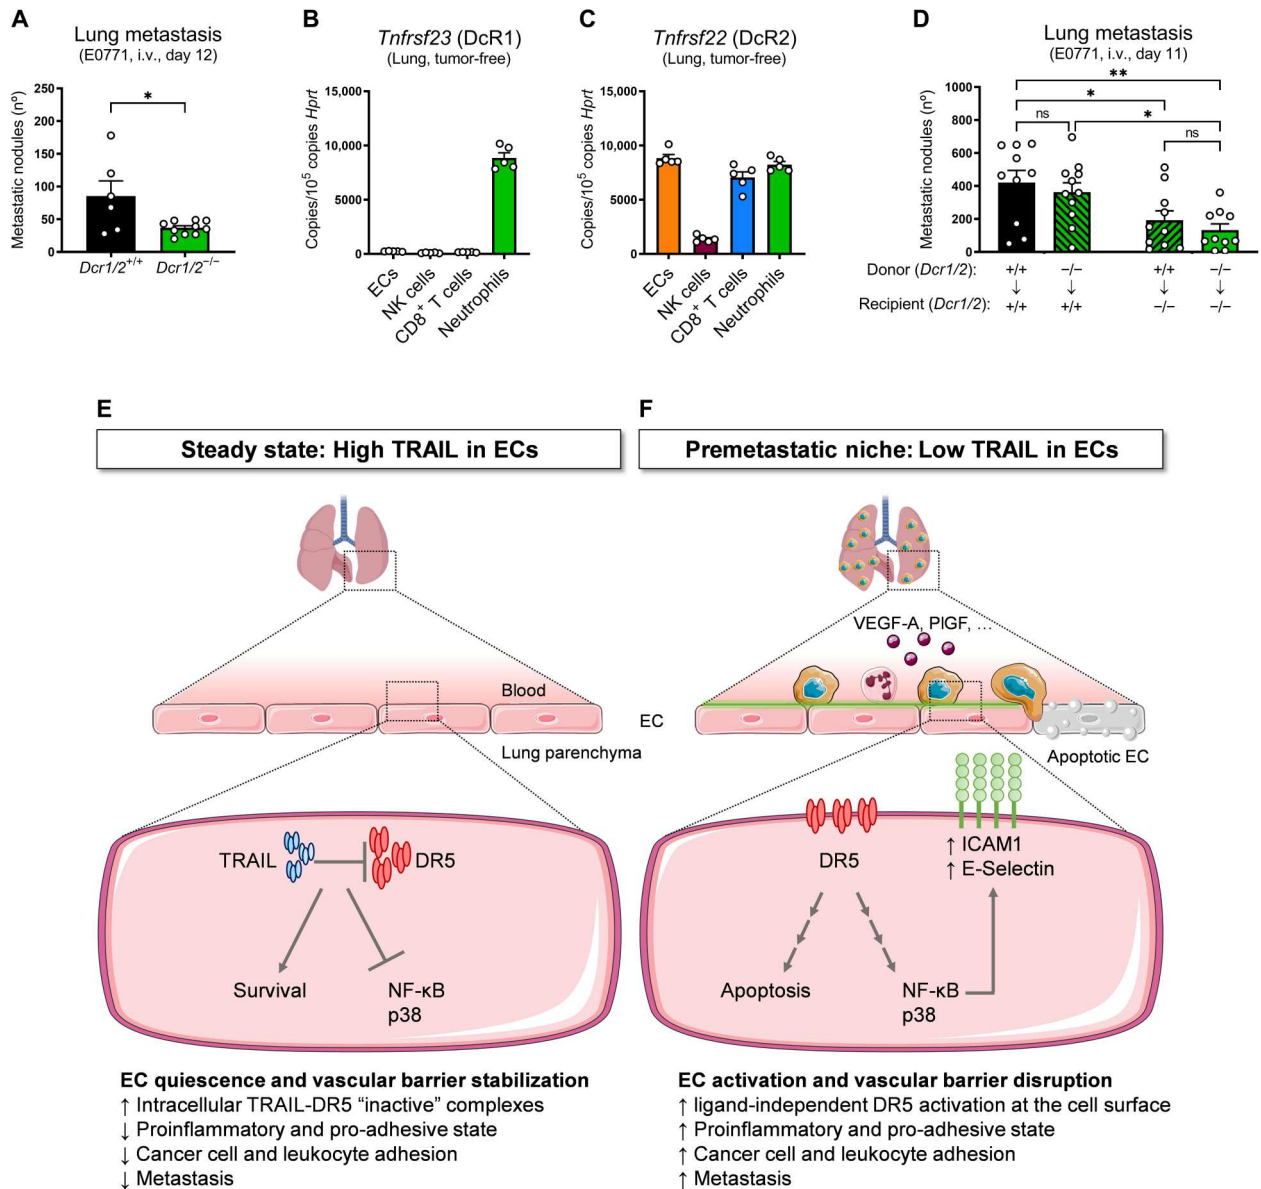 A
Lung metastasis
(E0771, i.v., day 12)
Metastatic nodules (nº)
250
200
150
100
50
0
*
Dcr1/2+/+
Dcr1/2−/−
B
Tnfrsf23 (DcR1)
(Lung, tumor-free)
Copies/10⁵ copies Hprt
15,000
10,000
5000
0
ECs
NK cells
CD8⁺ T cells
Neutrophils
C
Tnfrsf22 (DcR2)
(Lung, tumor-free)
Copies/10⁵ copies Hprt
15,000
10,000
5000
0
ECs
NK cells
CD8⁺ T cells
Neutrophils
D
Lung metastasis
(E0771, i.v., day 11)
Metastatic nodules (nº)
1000
800
600
400
200
0
**
*
ns
*
ns
Donor (Dcr1/2): +/+ −/− +/+ −/−
↓ ↓ ↓ ↓
Recipient (Dcr1/2): +/+ +/+ −/− −/−
E
Steady state: High TRAIL in ECs
Blood
EC
Lung parenchyma
TRAIL
DR5
Survival
NF-κB
p38
EC quiescence and vascular barrier stabilization
↑ Intracellular TRAIL-DR5 “inactive” complexes
↓ Proinflammatory and pro-adhesive state
↓ Cancer cell and leukocyte adhesion
↓ Metastasis
F
Premetastatic niche: Low TRAIL in ECs
VEGF-A, PlGF, …
Apoptotic EC
DR5
↑ ICAM1
↑ E-Selectin
Apoptosis
NF-κB
p38
EC activation and vascular barrier disruption
↑ ligand-independent DR5 activation at the cell surface
↑ Proinflammatory and pro-adhesive state
↑ Cancer cell and leukocyte adhesion
↑ Metastasis